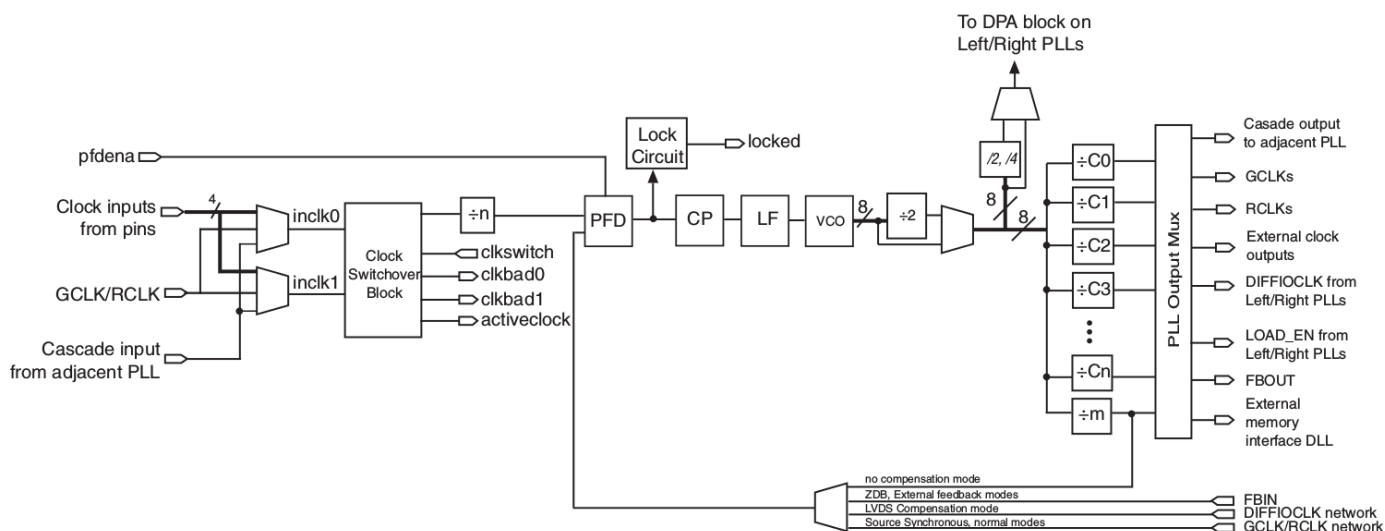 To DPA block on
Left/Right PLLs
pfdena
Lock
Circuit
locked
/2, /4
Casade output
to adjacent PLL
÷C0
GCLKs
4
Clock inputs
from pins
inclk0
÷n
PFD
CP
LF
VCO
8
÷2
8
8
÷C1
RCLKs
clkswitch
Clock
Switchover
Block
clkbad0
÷C2
External clock
outputs
inclk1
GCLK/RCLK
clkbad1
÷C3
PLL Output Mux
DIFFIOCLK from
Left/Right PLLs
activeclock
LOAD_EN from
Left/Right PLLs
Cascade input
from adjacent PLL
÷Cn
FBOUT
÷m
External
memory
interface DLL
no compensation mode
ZDB, External feedback modes
FBIN
LVDS Compensation mode
DIFFIOCLK network
Source Synchronous, normal modes
GCLK/RCLK network